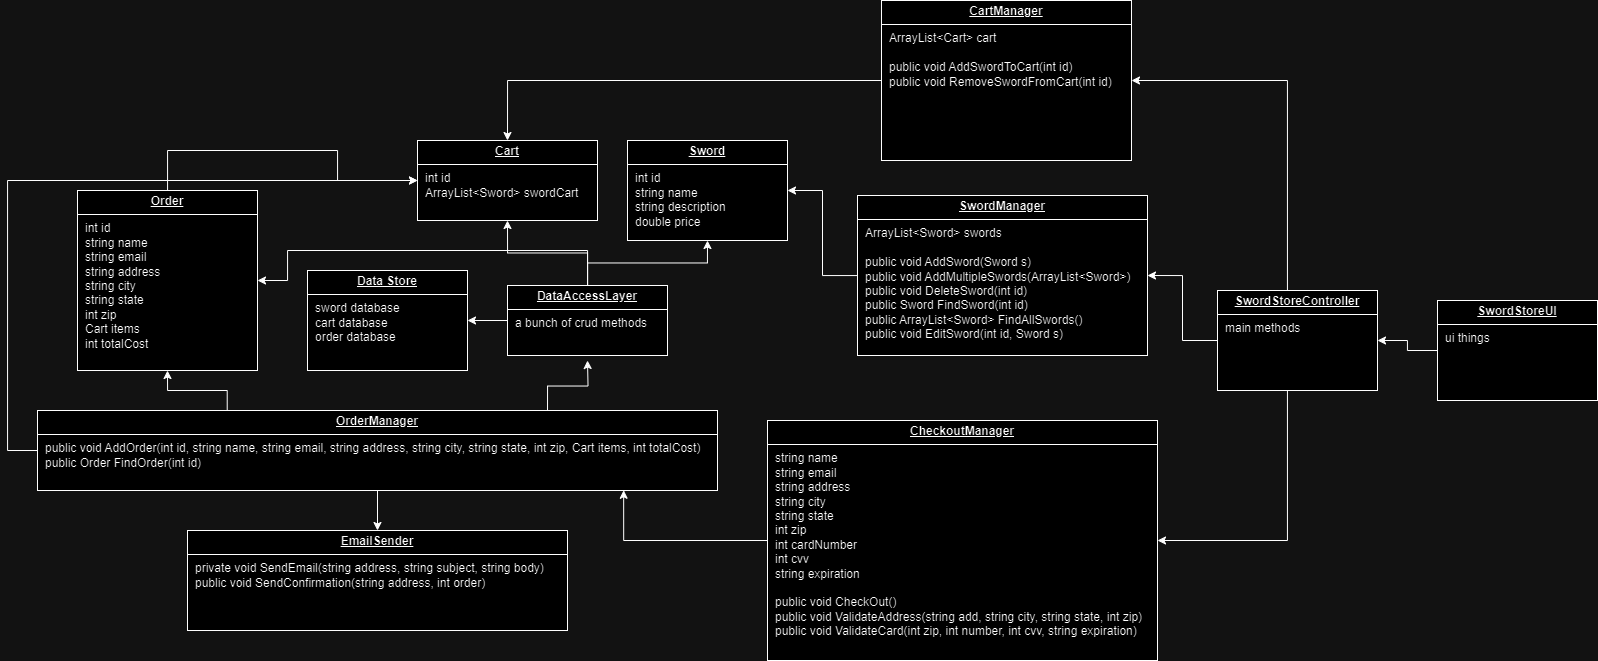 CartManager
ArrayList<Cart> cart
public void AddSwordToCart(int id)
public void RemoveSwordFromCart(int id)
Cart
int id
ArrayList<Sword> swordCart
Sword
int id
string name
string description
double price
Order
int id
string name
string email
string address
string city
string state
int zip
Cart items
int totalCost
SwordManager
ArrayList<Sword> swords
public void AddSword(Sword s)
public void AddMultipleSwords(ArrayList<Sword>)
public void DeleteSword(int id)
public Sword FindSword(int id)
public ArrayList<Sword> FindAllSwords()
public void EditSword(int id, Sword s)
Data Store
sword database
cart database
order database
DataAccessLayer
a bunch of crud methods
SwordStoreController
main methods
SwordStoreUI
ui things
OrderManager
public void AddOrder(int id, string name, string email, string address, string city, string state, int zip, Cart items, int totalCost)
public Order FindOrder(int id)
CheckoutManager
string name
string email
string address
string city
string state
int zip
int cardNumber
int cvv
string expiration
public void CheckOut()
public void ValidateAddress(string add, string city, string state, int zip)
public void ValidateCard(int zip, int number, int cvv, string expiration)
EmailSender
private void SendEmail(string address, string subject, string body)
public void SendConfirmation(string address, int order)